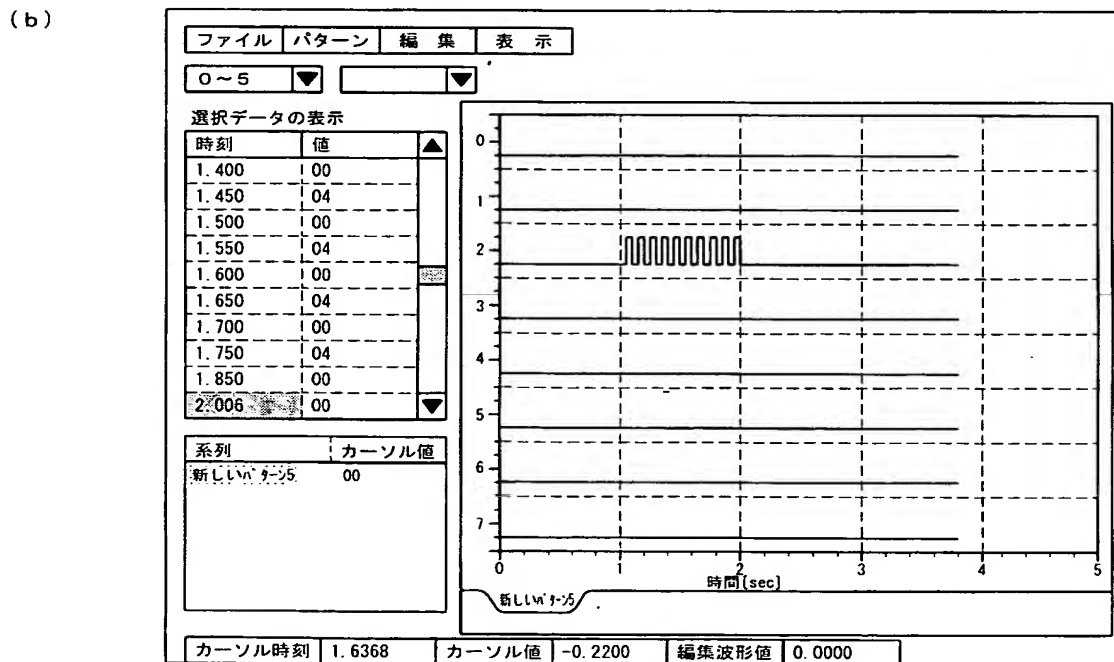 (b)
ファイル パターン 編 集 表 示
0～5
選択データの表示
時刻 値
1.400 00
1.450 04
1.500 00
1.550 04
1.600 00
1.650 04
1.700 00
1.750 04
1.850 00
2.006 00
系列 カーソル値
新しいパターン5 00
0
1
2
3
4
5
6
7
0 1 2 3 4 5
時間[sec]
新しいパターン5
カーソル時刻 1.6368 カーソル値 -0.2200 編集波形値 0.0000